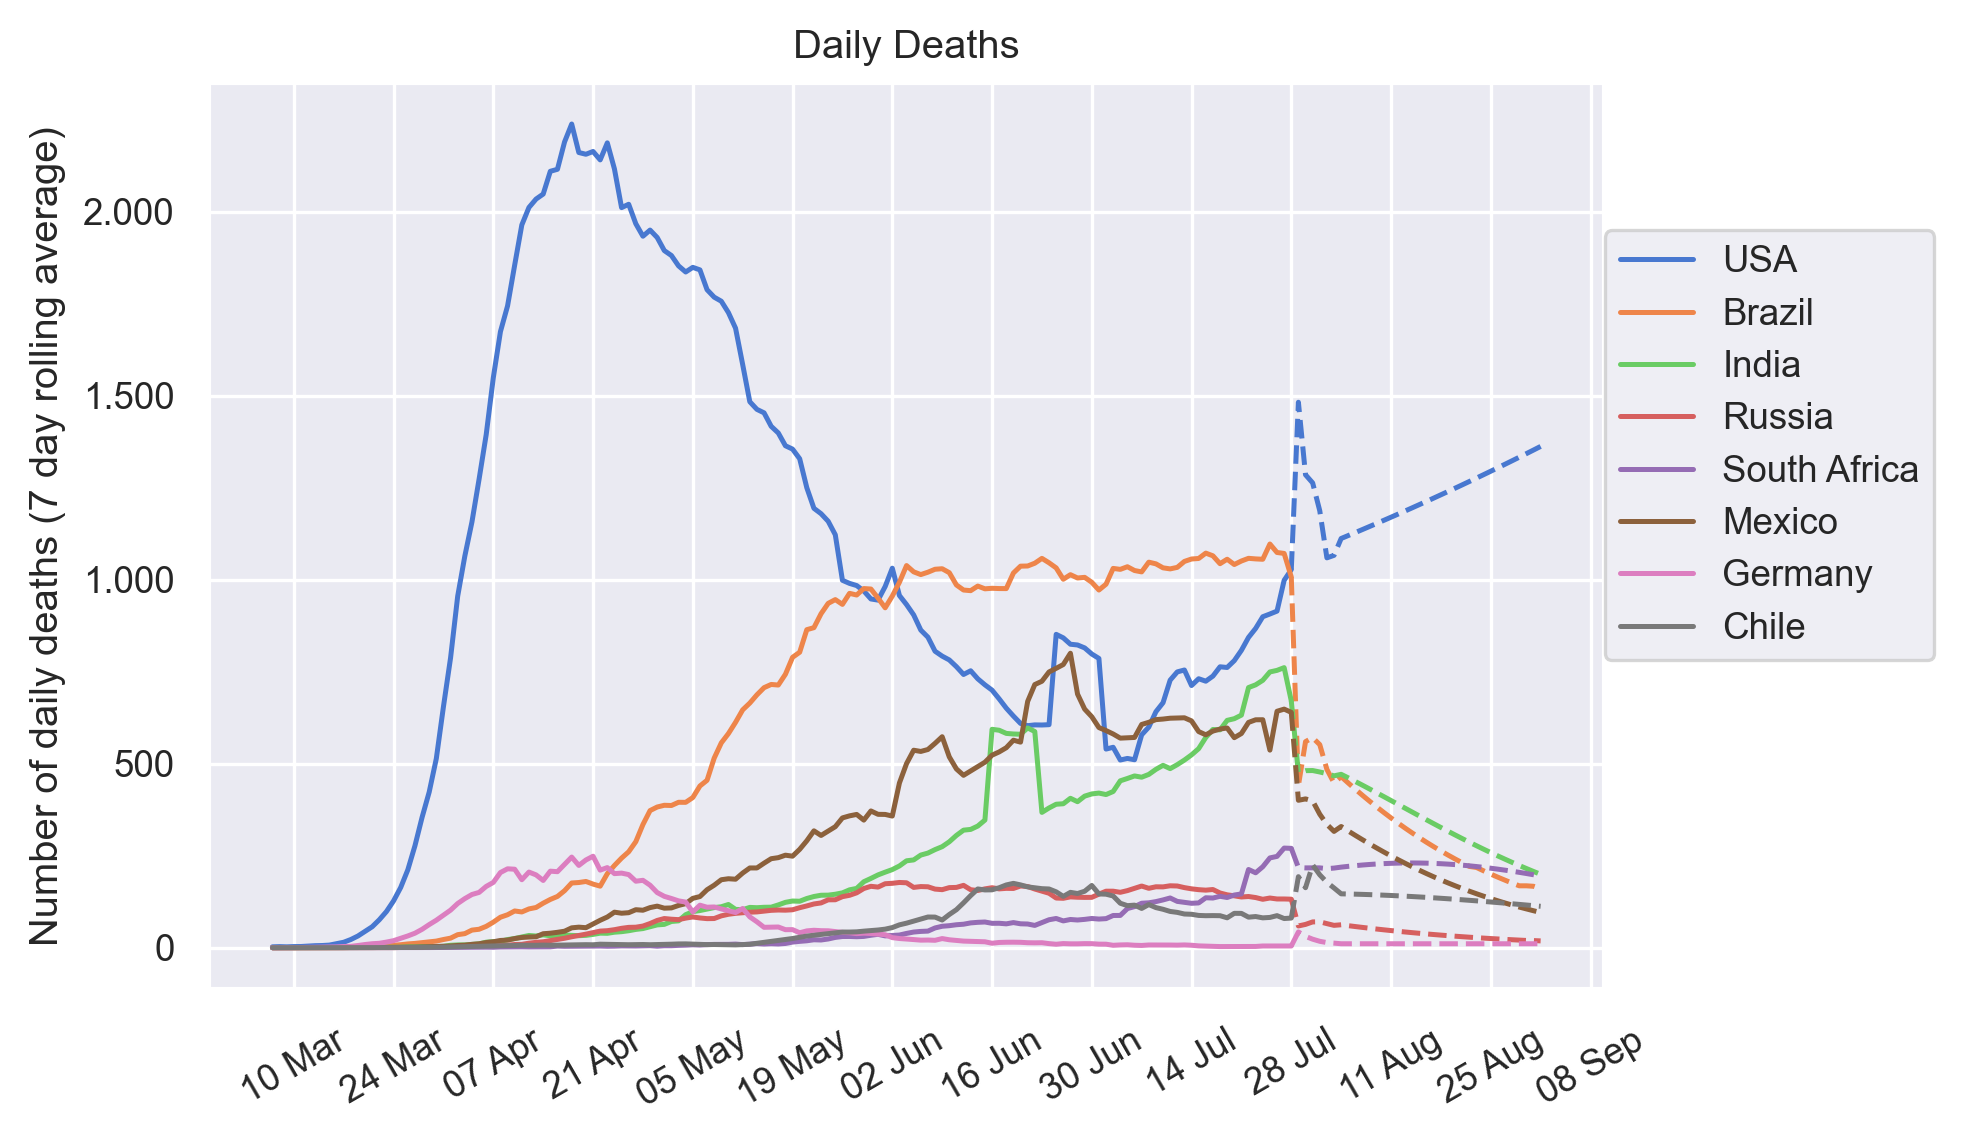 Daily Deaths
Number of daily deaths (7 day rolling average)
2.000
1.500
1.000
500
0
10 Mar
24 Mar
07 Apr
21 Apr
05 May
19 May
02 Jun
16 Jun
30 Jun
14 Jul
28 Jul
11 Aug
25 Aug
08 Sep
USA
Brazil
India
Russia
South Africa
Mexico
Germany
Chile